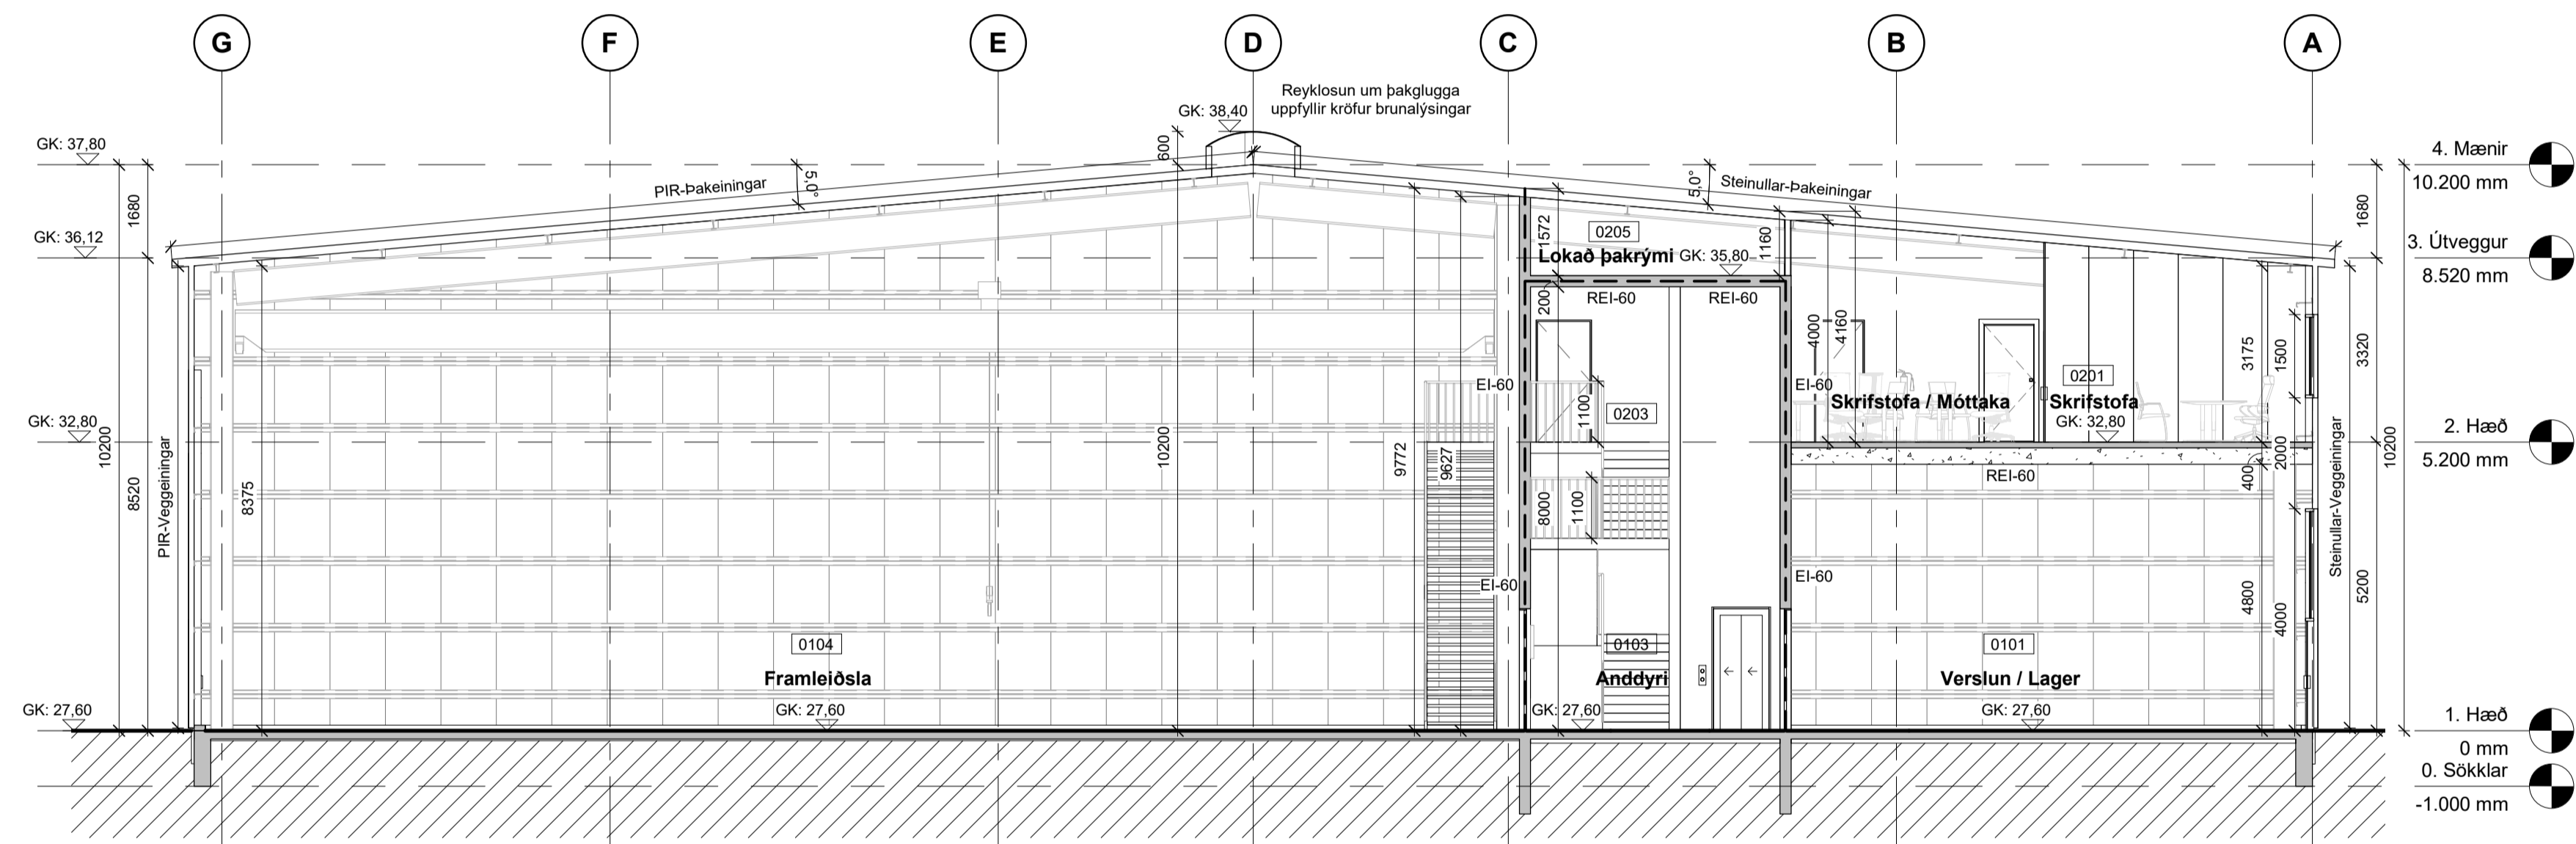 G
F
E
D
C
B
A
Reyklosun um þakglugga
uppfyllir kröfur brunalýsingar
GK: 38,40
600
GK: 37,80
GK: 36,12
GK: 32,80
GK: 27,60
1680
10200
8520
PIR-Veggeiningar
8375
PIR-Þakeiningar
5,0°
5,0°
Steinullar-Þakeiningar
10200
9772
9627
1572
0205
Lokað þakrými
GK: 35,80
1160
200
REI-60
REI-60
EI-60
EI-60
0203
1100
8000
1100
EI-60
EI-60
4000
4160
0201
Skrifstofa / Móttaka
Skrifstofa
GK: 32,80
REI-60
3175
1500
2000
400
4800
4000
Steinullar-Veggeiningar
1680
3320
5200
10200
0104
Framleiðsla
GK: 27,60
0103
Anddyri
GK: 27,60
0101
Verslun / Lager
GK: 27,60
4. Mænir
10.200 mm
3. Útveggur
8.520 mm
2. Hæð
5.200 mm
1. Hæð
0 mm
0. Sökklar
-1.000 mm